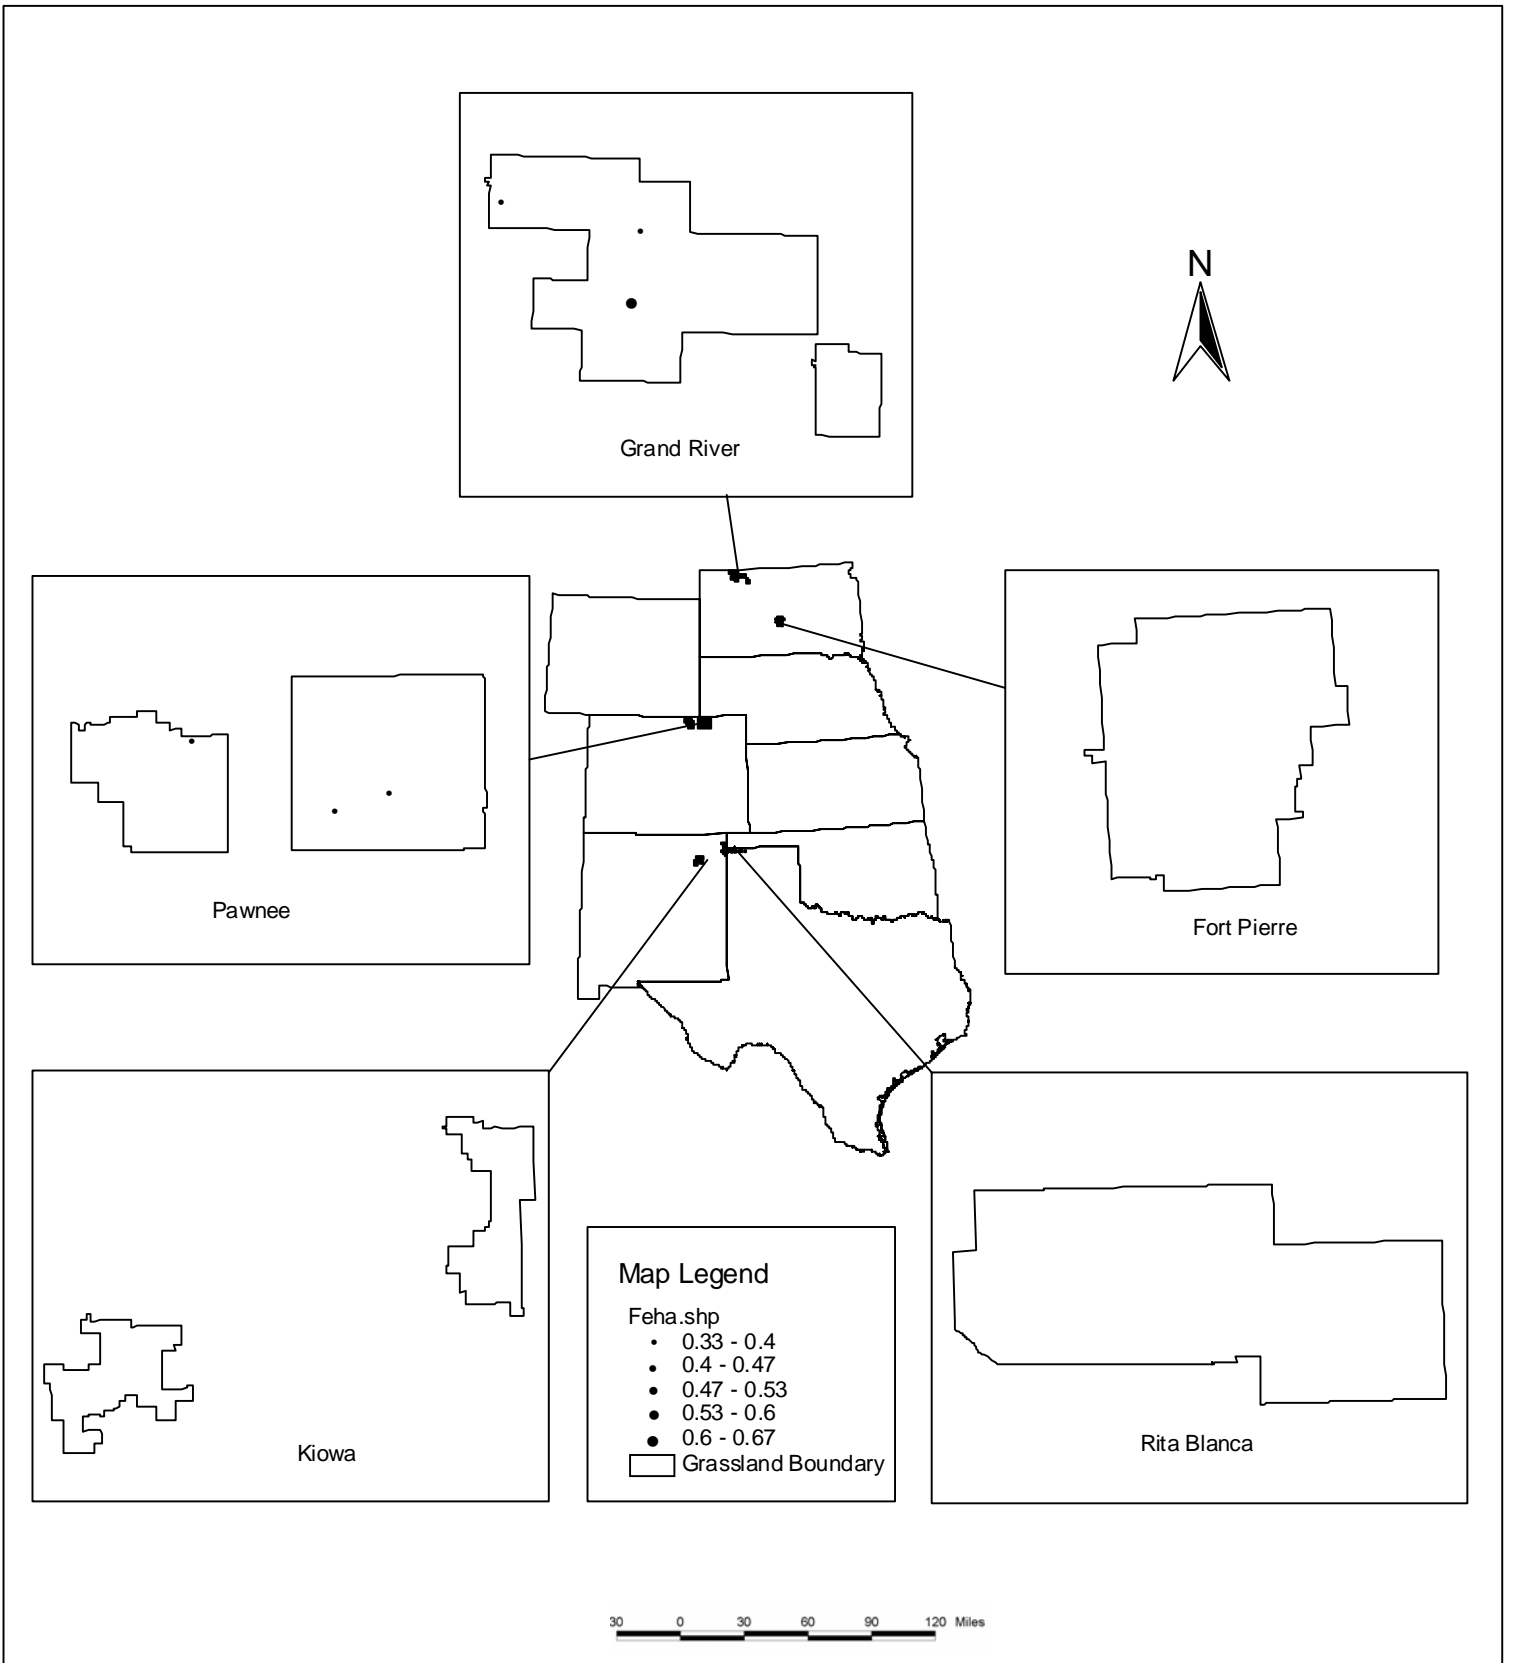 Grand River
N
Pawnee
Fort Pierre
Kiowa
Map Legend
Feha.shp
0.33 - 0.4
0.4 - 0.47
0.47 - 0.53
0.53 - 0.6
0.6 - 0.67
Grassland Boundary
Rita Blanca
30 0 30 60 90 120 Miles